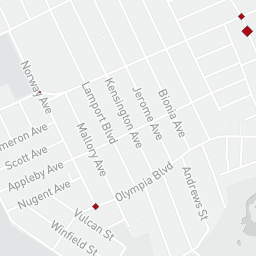 Norway Ave
Lamport Blvd
Kensington Ave
Jerome Ave
Bionia Ave
Mallory Ave
meron Ave
Scott Ave
Appleby Ave
Nugent Ave
Olympia Blvd
Andrews St
Vulcan St
Winfield St